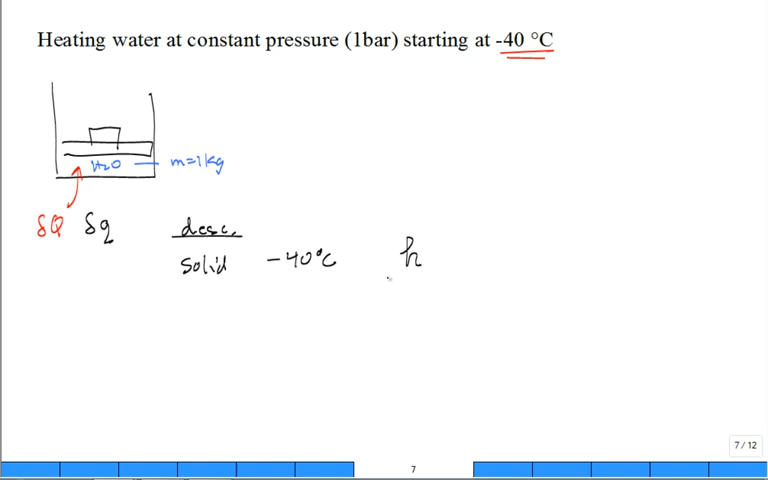 Heating water at constant pressure (1bar) starting at -40 °C
H₂O — m=1kg
δQ δq desc.
Solid -40°C h
7 / 12
7